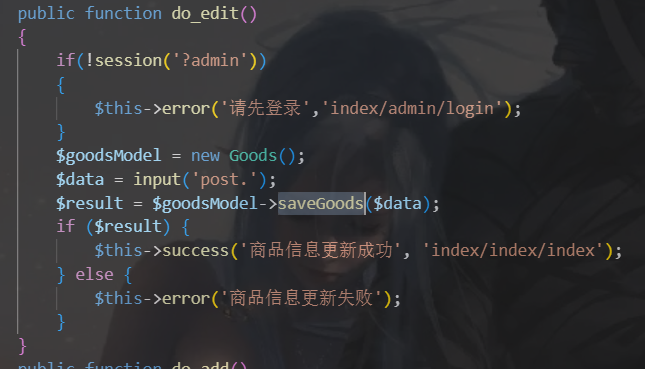 public function do_edit()
{
if(!session('?admin'))
{
$this->error('请先登录','index/admin/login');
}
$goodsModel = new Goods();
$data = input('post.');
$result = $goodsModel->saveGoods($data);
if ($result) {
$this->success('商品信息更新成功', 'index/index/index');
} else {
$this->error('商品信息更新失败');
}
}
public function do_add()